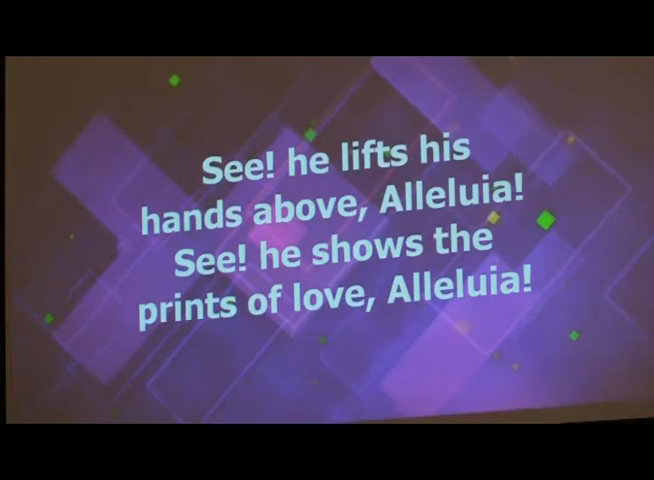 See! he lifts his
hands above, Alleluia!
See! he shows the
prints of love, Alleluia!